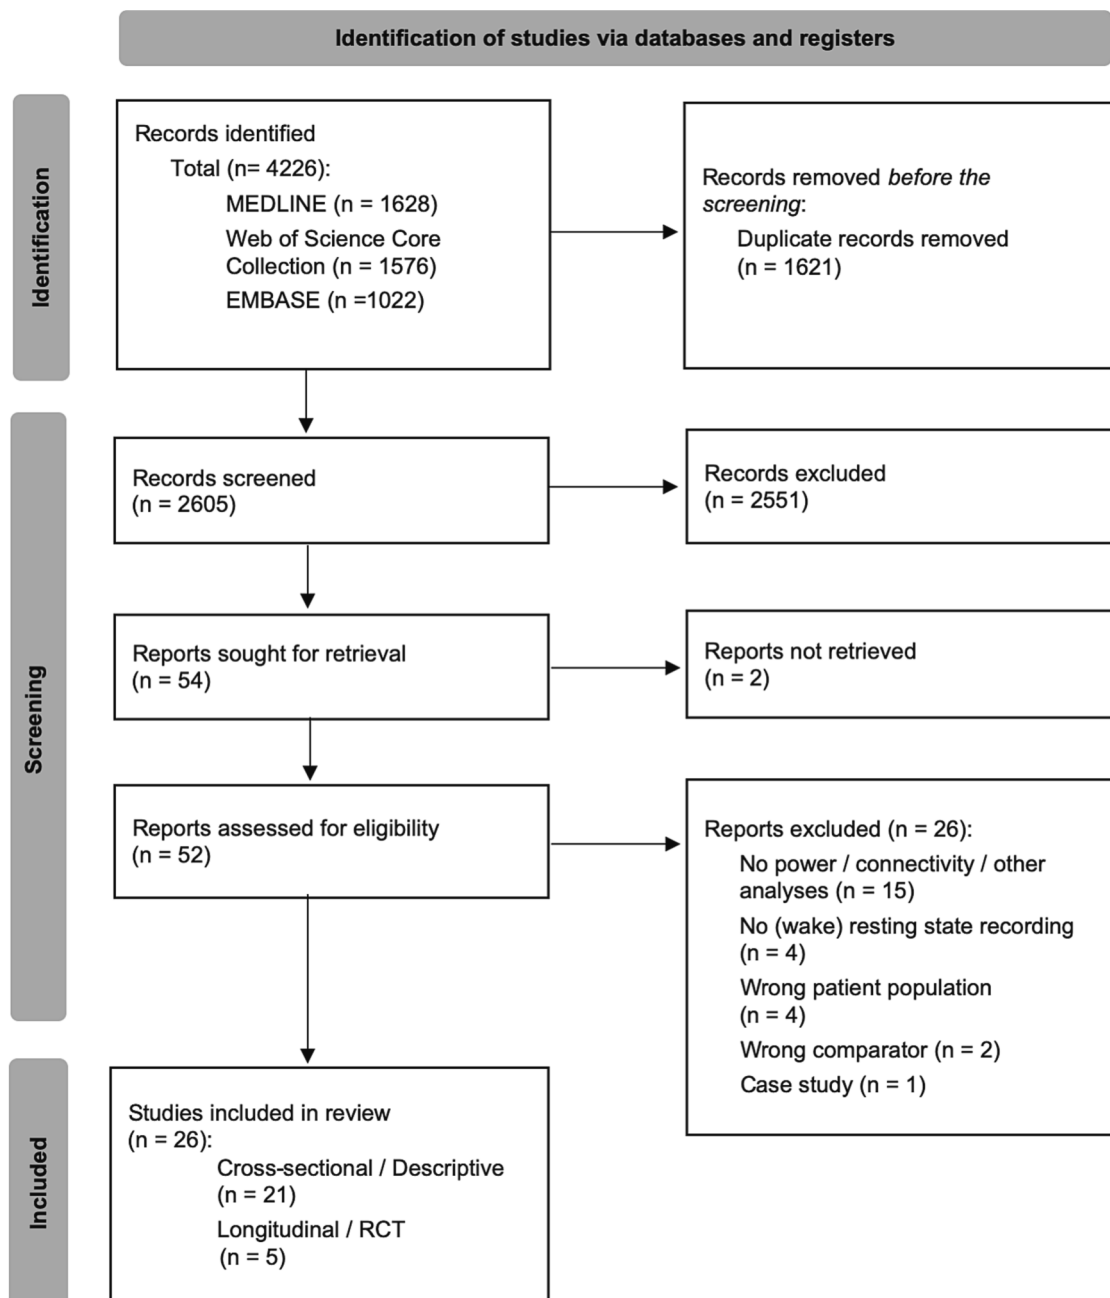 Identification of studies via databases and registers
Identification
Records identified
Total (n= 4226):
MEDLINE (n = 1628)
Web of Science Core
Collection (n = 1576)
EMBASE (n =1022)
Records removed before the
screening:
Duplicate records removed
(n = 1621)
Screening
Records screened
(n = 2605)
Records excluded
(n = 2551)
Reports sought for retrieval
(n = 54)
Reports not retrieved
(n = 2)
Reports assessed for eligibility
(n = 52)
Reports excluded (n = 26):
No power / connectivity / other
analyses (n = 15)
No (wake) resting state recording
(n = 4)
Wrong patient population
(n = 4)
Wrong comparator (n = 2)
Case study (n = 1)
Included
Studies included in review
(n = 26):
Cross-sectional / Descriptive
(n = 21)
Longitudinal / RCT
(n = 5)